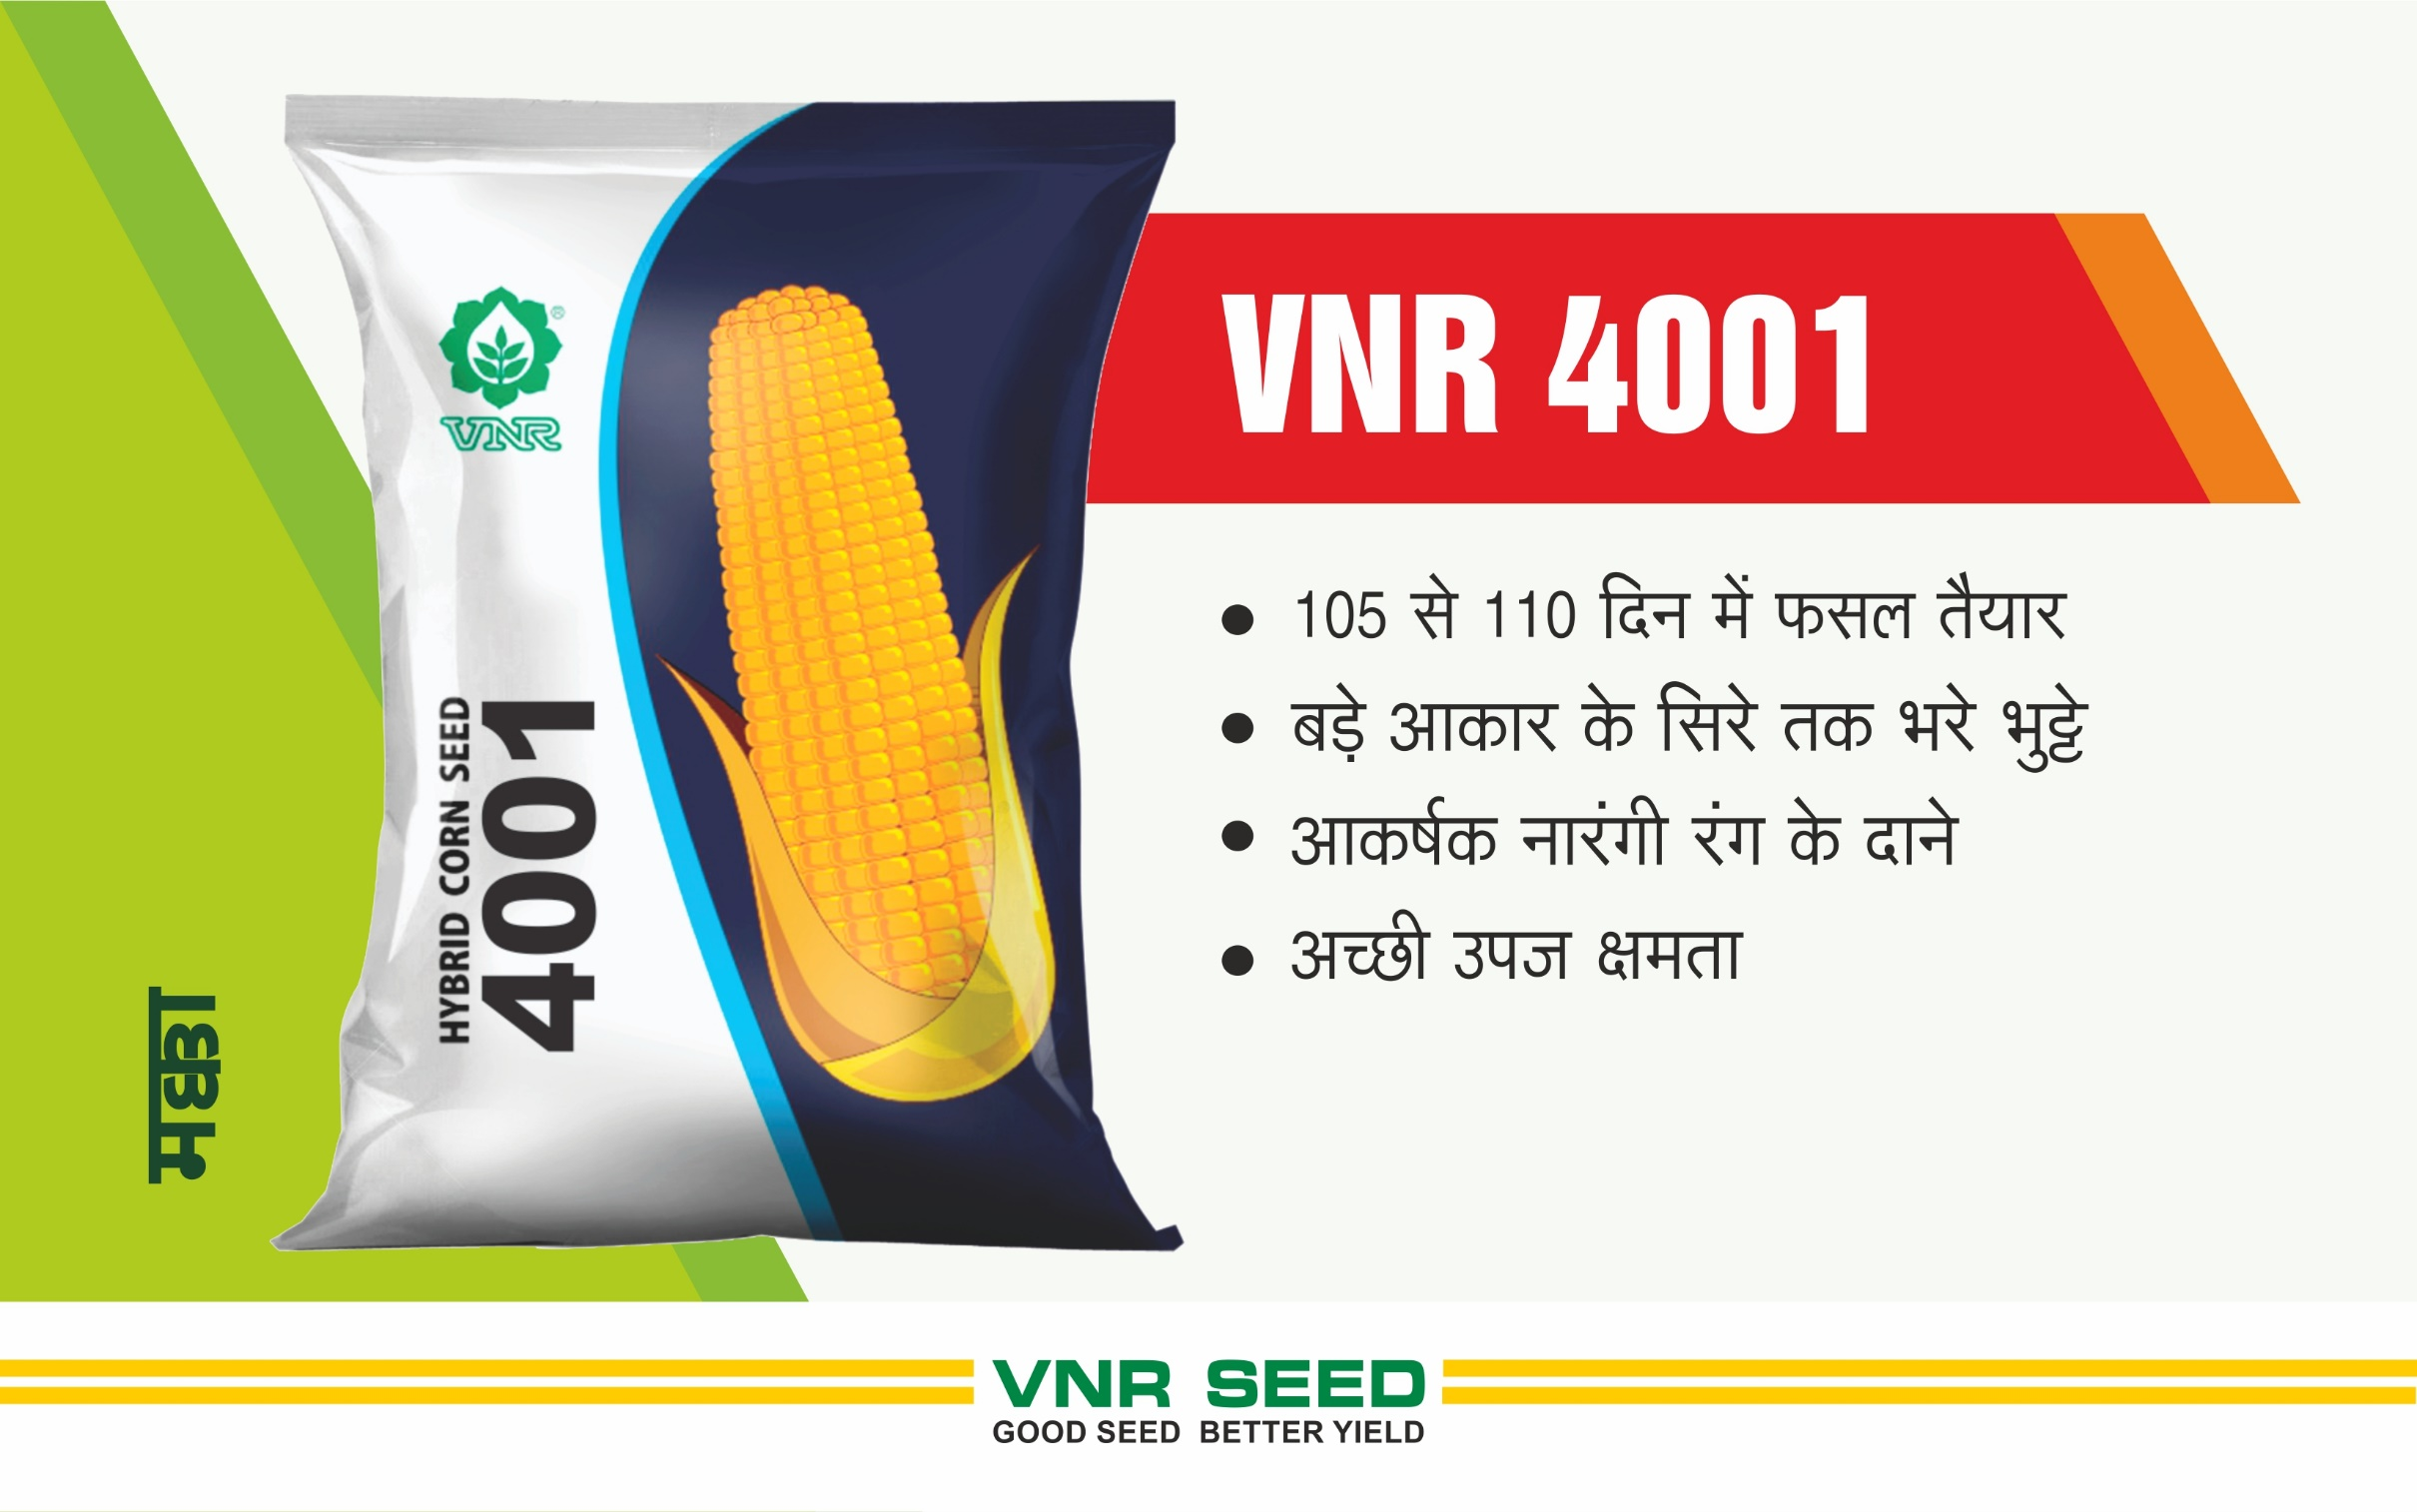 VNR 4001
®
VNR
HYBRID CORN SEED
4001
105 से 110 दिन में फसल तैयार
बड़े आकार के सिरे तक भरे भुट्टे
आकर्षक नारंगी रंग के दाने
अच्छी उपज क्षमता
मक्का
VNR SEED
GOOD SEED BETTER YIELD